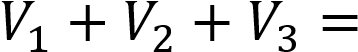 V₁ + V₂ + V₃ =